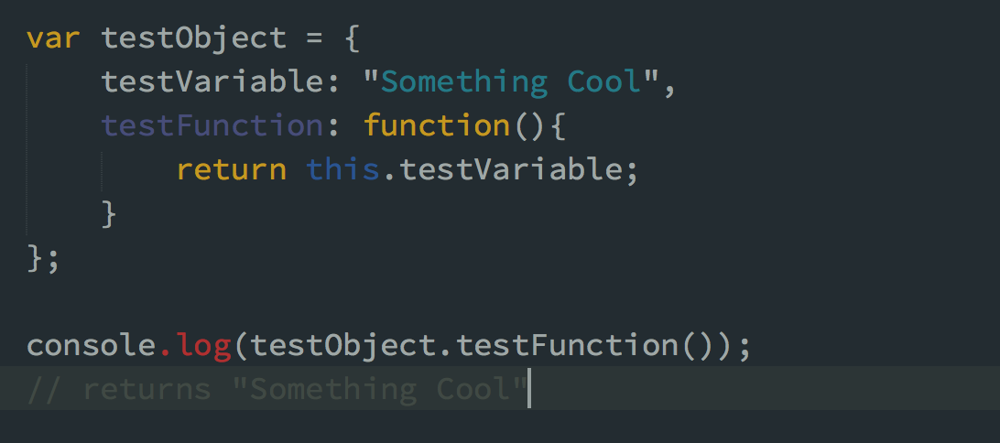 var testObject = {
    testVariable: "Something Cool",
    testFunction: function(){
        return this.testVariable;
    }
};

console.log(testObject.testFunction());
// returns "Something Cool"